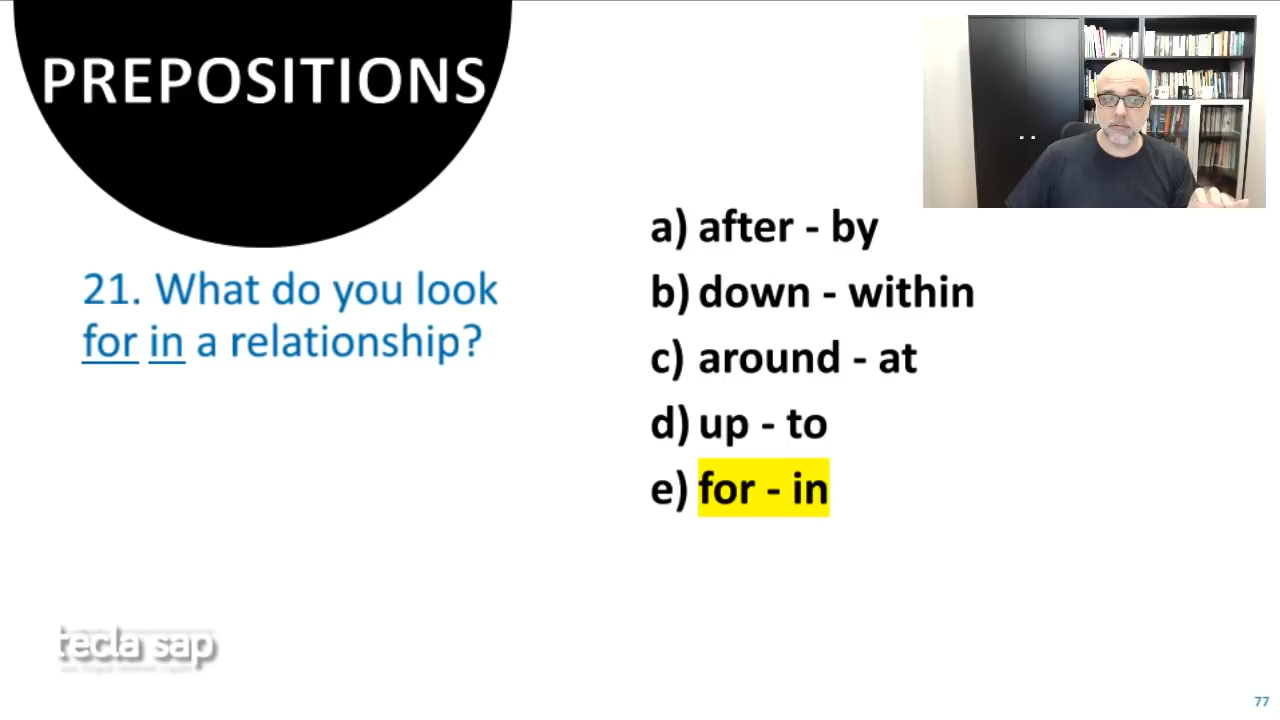 PREPOSITIONS
21. What do you look
for in a relationship?
a) after - by
b) down - within
c) around - at
d) up - to
e) for - in
tecla sap
77